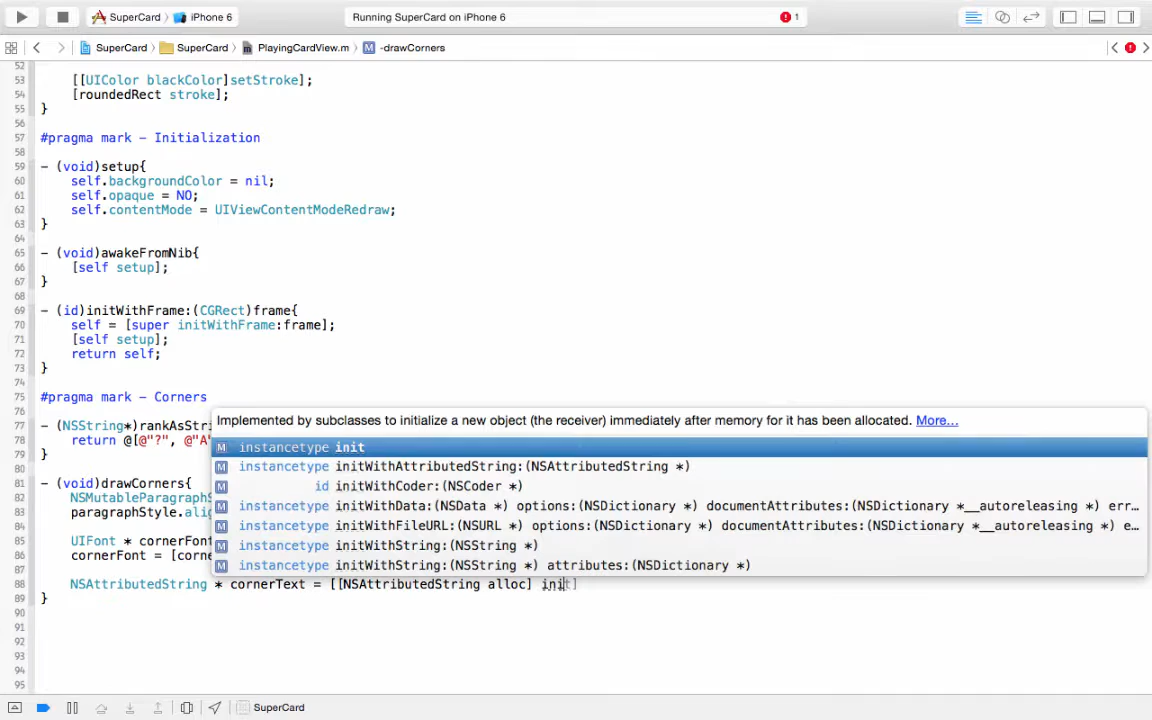 SuperCard 〉 iPhone 6
Running SuperCard on iPhone 6
1
SuperCard 〉 SuperCard 〉 PlayingCardView.m 〉 M -drawCorners
52
53 [[UIColor blackColor]setStroke];
54 [roundedRect stroke];
55 }
56
57 #pragma mark - Initialization
58
59 - (void)setup{
60 self.backgroundColor = nil;
61 self.opaque = NO;
62 self.contentMode = UIViewContentModeRedraw;
63 }
64
65 - (void)awakeFromNib{
66 [self setup];
67 }
68
69 - (id)initWithFrame:(CGRect)frame{
70 self = [super initWithFrame:frame];
71 [self setup];
72 return self;
73 }
74
75 #pragma mark - Corners
76
Implemented by subclasses to initialize a new object (the receiver) immediately after memory for it has been allocated. More...
77 - (NSString*)rankAsStr
78 return @[@"?", @"A"
79 }
80
81 - (void)drawCorners{
82 NSMutableParagraphS
83 paragraphStyle.alig
84
85 UIFont * cornerFont
86 cornerFont = [corne
87
M instancetype init
M instancetype initWithAttributedString:(NSAttributedString *)
M id initWithCoder:(NSCoder *)
M instancetype initWithData:(NSData *) options:(NSDictionary *) documentAttributes:(NSDictionary *__autoreleasing *) err…
M instancetype initWithFileURL:(NSURL *) options:(NSDictionary *) documentAttributes:(NSDictionary *__autoreleasing *) e…
M instancetype initWithString:(NSString *)
M instancetype initWithString:(NSString *) attributes:(NSDictionary *)
88 NSAttributedString * cornerText = [[NSAttributedString alloc] init]
89 }
90
91
92
93
94
95
SuperCard